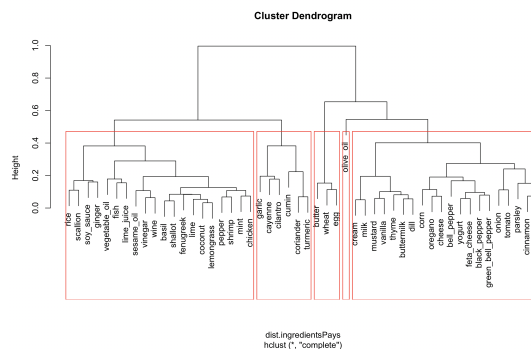 Cluster Dendrogram
Height
0.0
0.2
0.4
0.6
0.8
1.0
rice
scallion
soy_sauce
ginger
vegetable_oil
fish
lime_juice
sesame_oil
vinegar
wine
basil
shallot
fenugreek
lime
coconut
lemongrass
pepper
shrimp
mint
chicken
garlic
cayenne
cilantro
cumin
coriander
turmeric
butter
wheat
egg
olive_oil
cream
milk
mustard
vanilla
thyme
buttermilk
dill
corn
oregano
cheese
bell_pepper
yogurt
feta_cheese
black_pepper
green_bell_pepper
onion
tomato
parsley
cinnamon
dist.ingredientsPays
hclust (*, "complete")